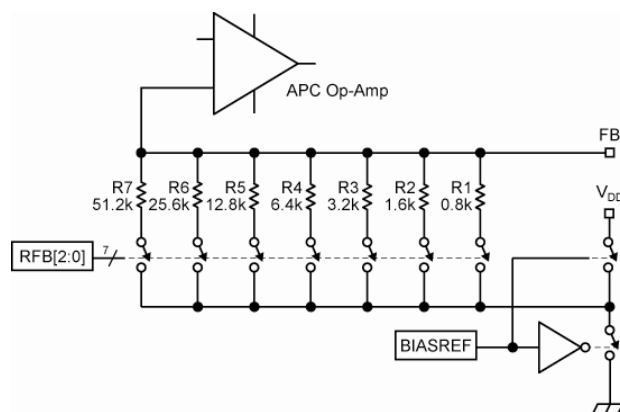 APC Op-Amp
FB
R7 R6 R5 R4 R3 R2 R1
51.2k 25.6k 12.8k 6.4k 3.2k 1.6k 0.8k
VDD
7
RFB[2:0]
BIASREF